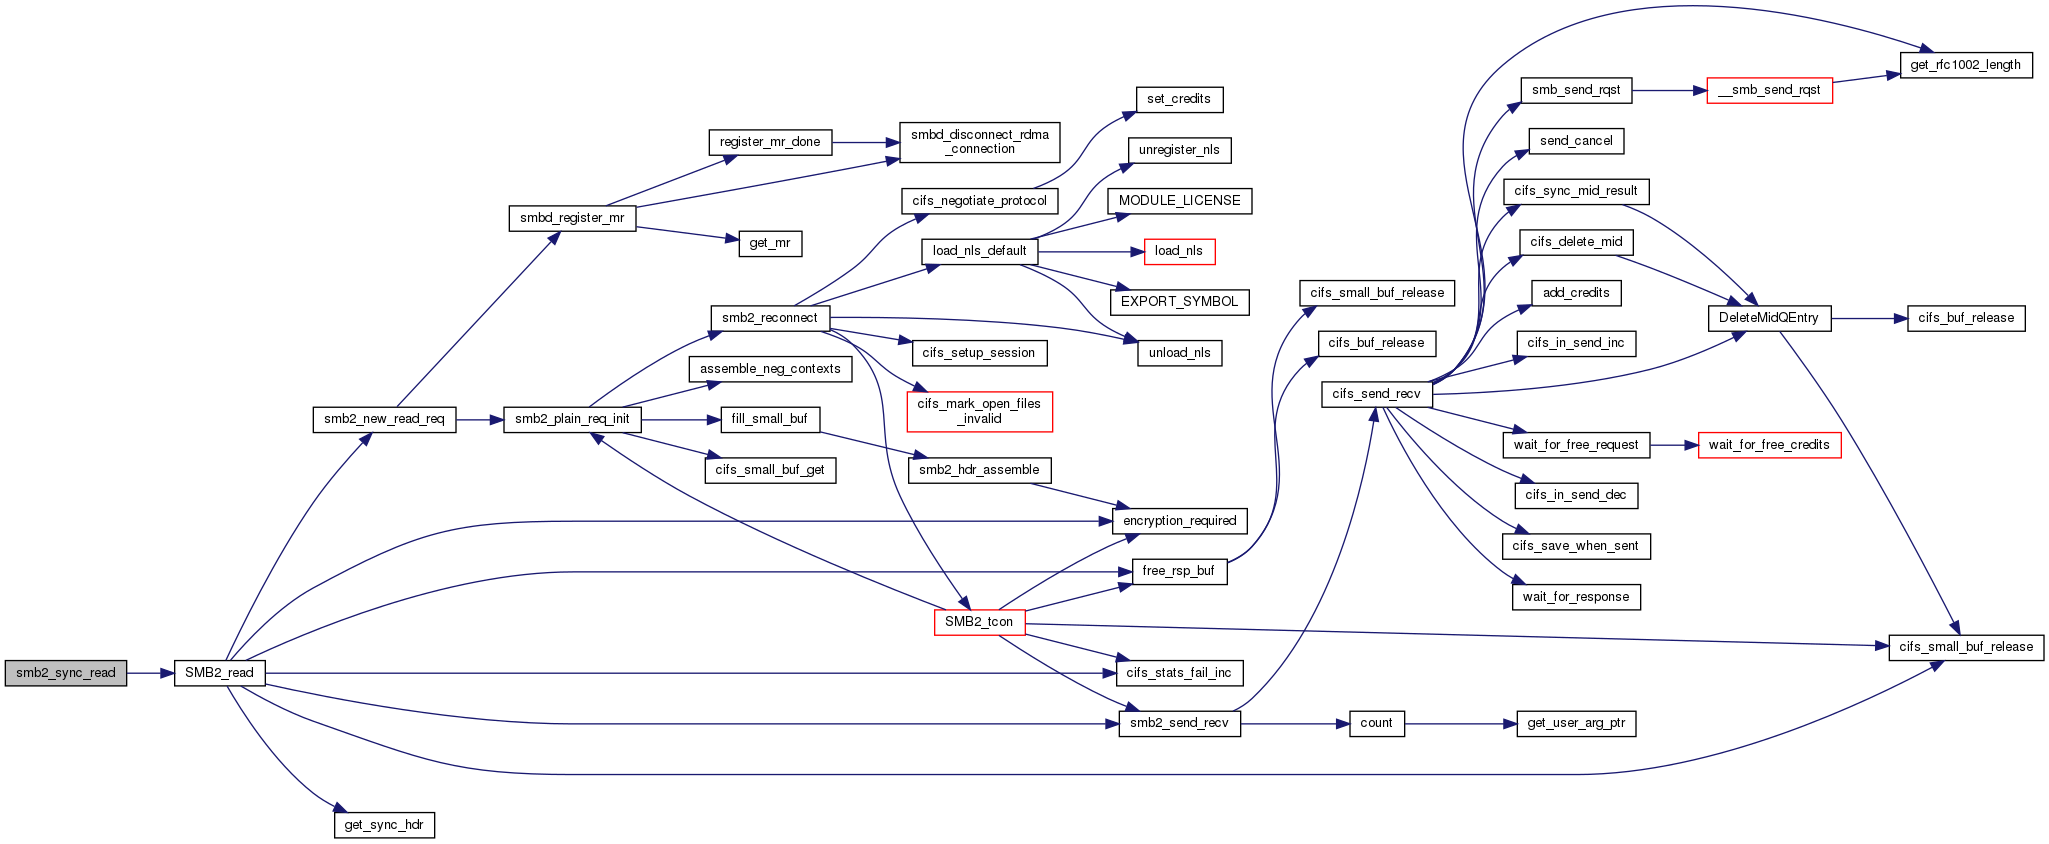 smb2_sync_read
SMB2_read
smb2_new_read_req
get_sync_hdr
smbd_register_mr
smb2_plain_req_init
register_mr_done
get_mr
smb2_reconnect
assemble_neg_contexts
fill_small_buf
cifs_small_buf_get
smbd_disconnect_rdma
_connection
cifs_negotiate_protocol
load_nls_default
cifs_setup_session
cifs_mark_open_files
_invalid
smb2_hdr_assemble
SMB2_tcon
set_credits
unregister_nls
MODULE_LICENSE
load_nls
EXPORT_SYMBOL
unload_nls
encryption_required
free_rsp_buf
cifs_stats_fail_inc
smb2_send_recv
cifs_small_buf_release
cifs_buf_release
cifs_send_recv
count
smb_send_rqst
send_cancel
cifs_sync_mid_result
cifs_delete_mid
add_credits
cifs_in_send_inc
wait_for_free_request
cifs_in_send_dec
cifs_save_when_sent
wait_for_response
get_user_arg_ptr
__smb_send_rqst
DeleteMidQEntry
wait_for_free_credits
get_rfc1002_length
cifs_buf_release
cifs_small_buf_release